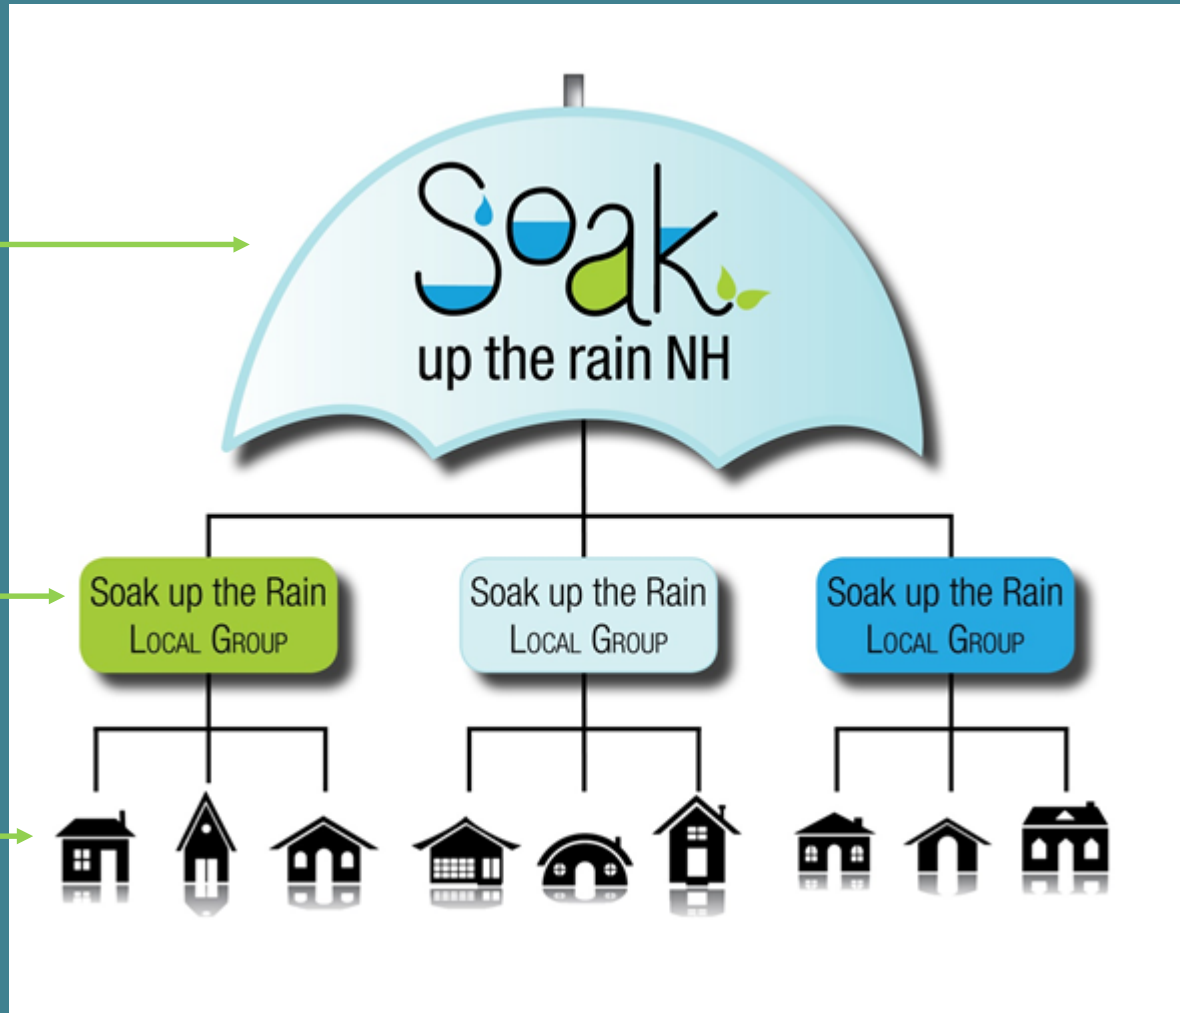 Soak
up the rain NH
Soak up the Rain
LOCAL GROUP
Soak up the Rain
LOCAL GROUP
Soak up the Rain
LOCAL GROUP